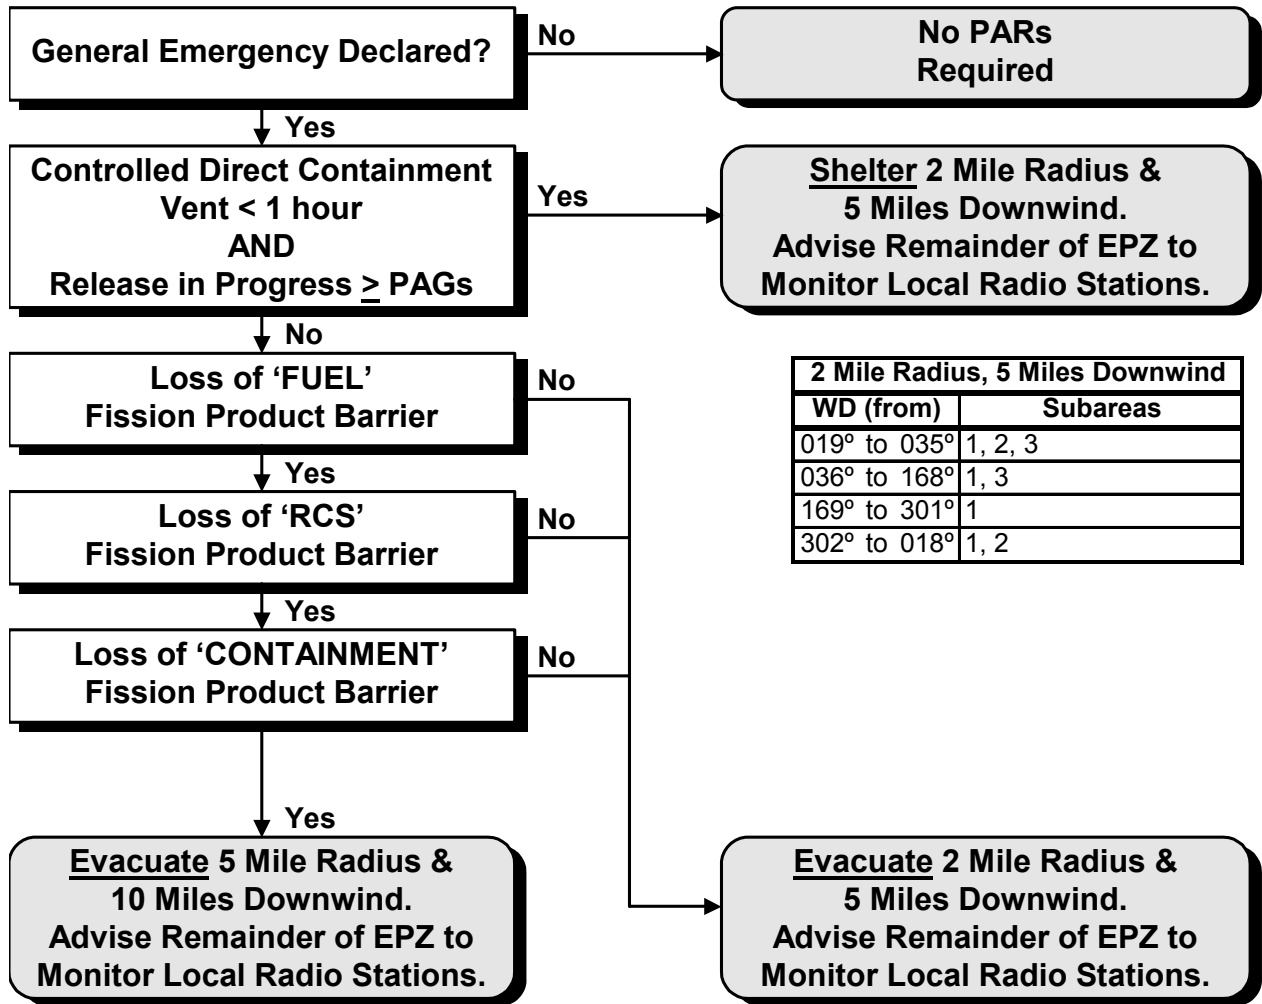 General Emergency Declared?
No
No PARs
Required
Yes
Controlled Direct Containment
Vent < 1 hour
AND
Release in Progress > PAGs
Yes
Shelter 2 Mile Radius &
5 Miles Downwind.
Advise Remainder of EPZ to
Monitor Local Radio Stations.
No
Loss of ‘FUEL’
Fission Product Barrier
No
2 Mile Radius, 5 Miles Downwind
WD (from) Subareas
019º to 035º 1, 2, 3
036º to 168º 1, 3
169º to 301º 1
302º to 018º 1, 2
Yes
Loss of ‘RCS’
Fission Product Barrier
No
Yes
Loss of ‘CONTAINMENT’
Fission Product Barrier
No
Yes
Evacuate 5 Mile Radius &
10 Miles Downwind.
Advise Remainder of EPZ to
Monitor Local Radio Stations.
Evacuate 2 Mile Radius &
5 Miles Downwind.
Advise Remainder of EPZ to
Monitor Local Radio Stations.